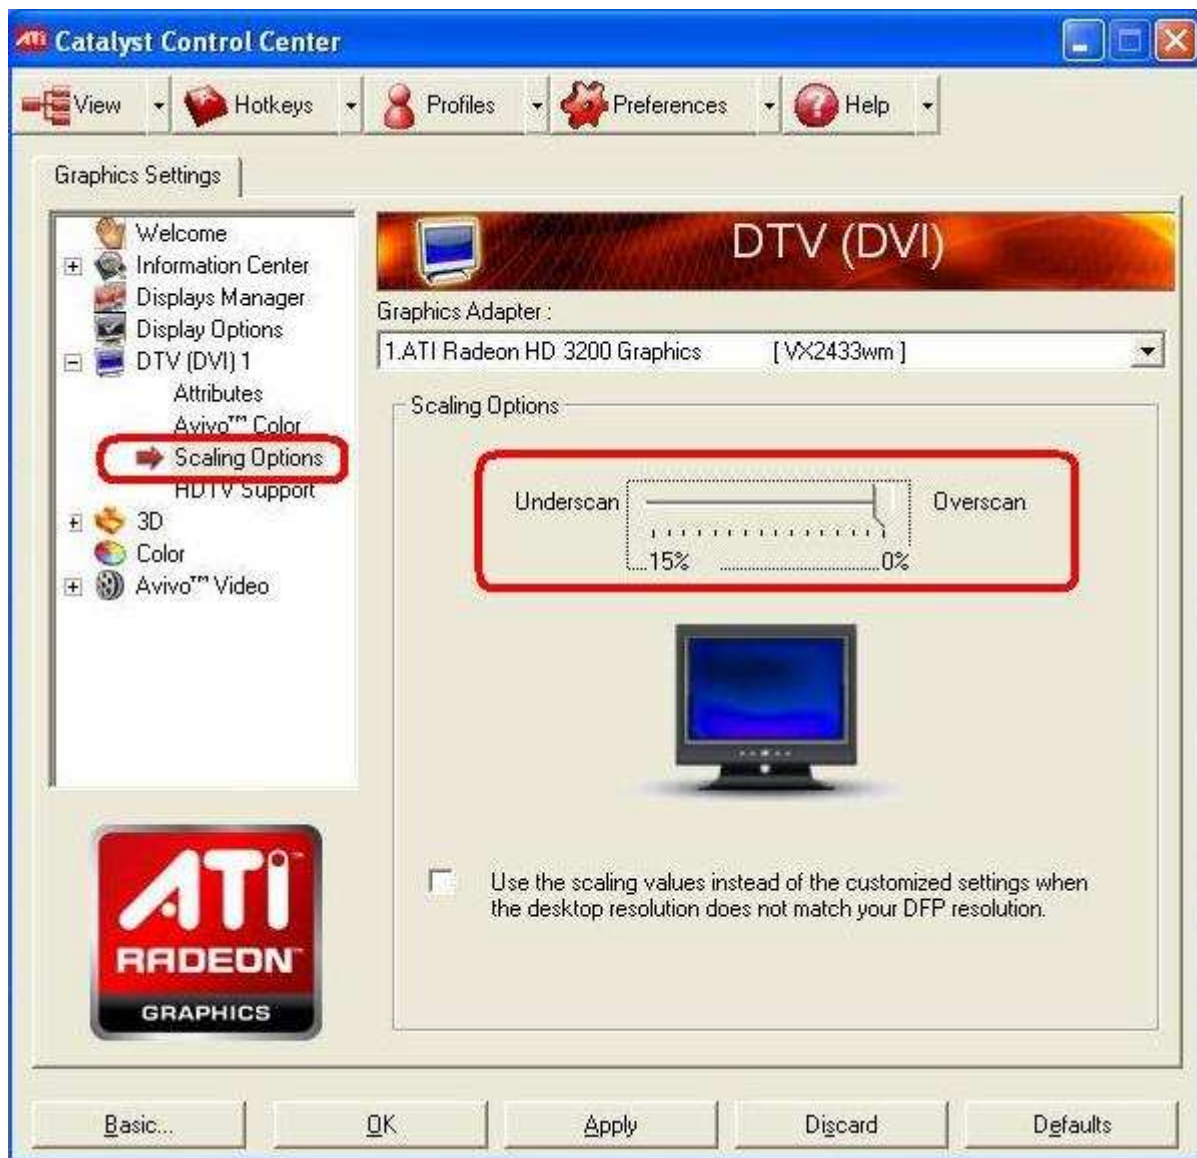 ATI Catalyst Control Center
View Hotkeys Profiles Preferences Help
Graphics Settings
Welcome
Information Center
Displays Manager
Display Options
DTV (DVI) 1
Attributes
Avivo™ Color
Scaling Options
HDTV Support
3D
Color
Avivo™ Video
DTV (DVI)
Graphics Adapter :
1.ATI Radeon HD 3200 Graphics [ VX2433wm ]
Scaling Options
Underscan Overscan
15% 0%
Use the scaling values instead of the customized settings when
the desktop resolution does not match your DFP resolution.
ATI
RADEON™
GRAPHICS
Basic... OK Apply Discard Defaults